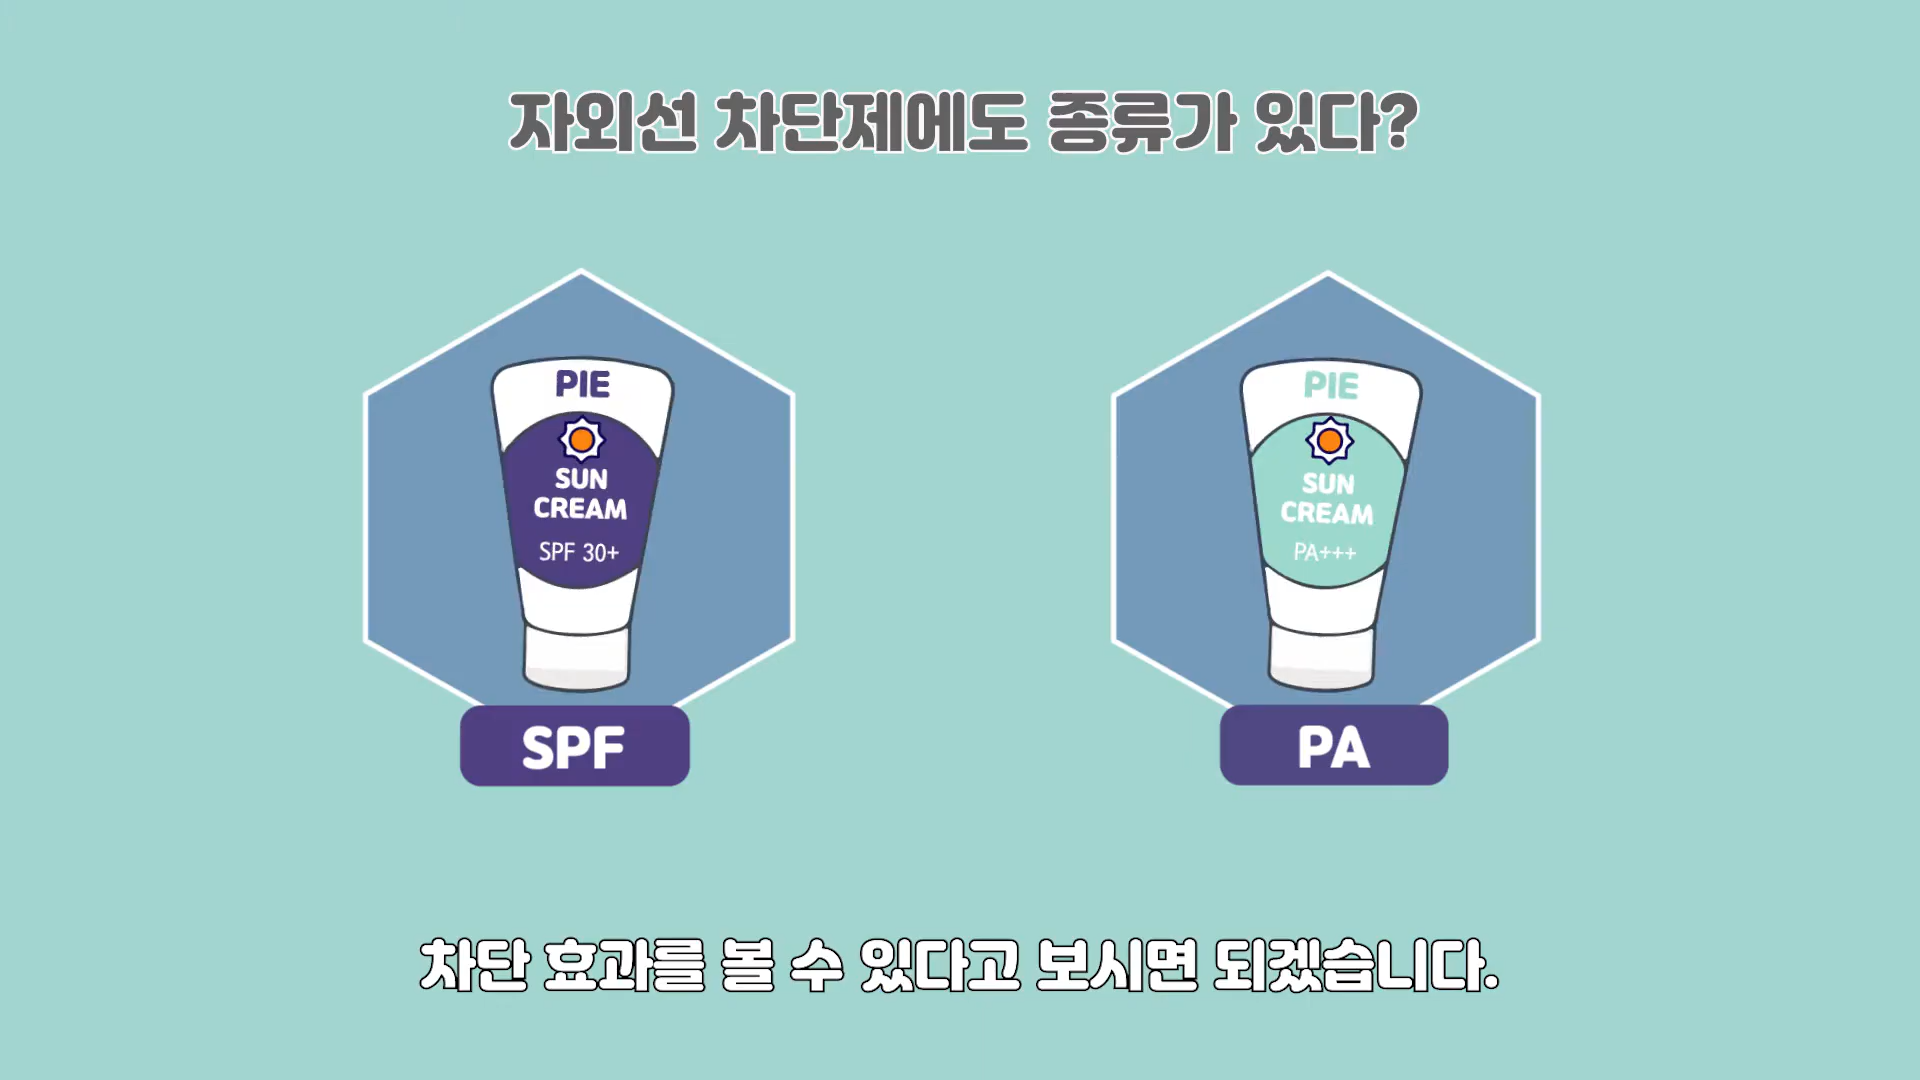 자외선 차단제에도 종류가 있다?
PIE
SUN
CREAM
SPF 30+
SPF
PIE
SUN
CREAM
PA+++
PA
차단 효과를 볼 수 있다고 보시면 되겠습니다.